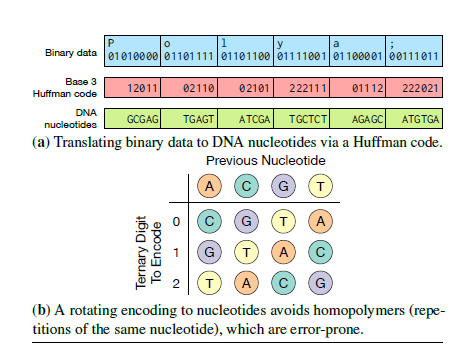 P o l y a ;
Binary data 01010000 01101111 01101100 01111001 01100001 00111011
Base 3
Huffman code 12011 02110 02101 222111 01112 222021
DNA
nucleotides GCGAG TGAGT ATCGA TGCTCT AGAGC ATGTGA
(a) Translating binary data to DNA nucleotides via a Huffman code.
Previous Nucleotide
A C G T
Ternary Digit
To Encode
0 C G T A
1 G T A C
2 T A C G
(b) A rotating encoding to nucleotides avoids homopolymers (repe-
titions of the same nucleotide), which are error-prone.